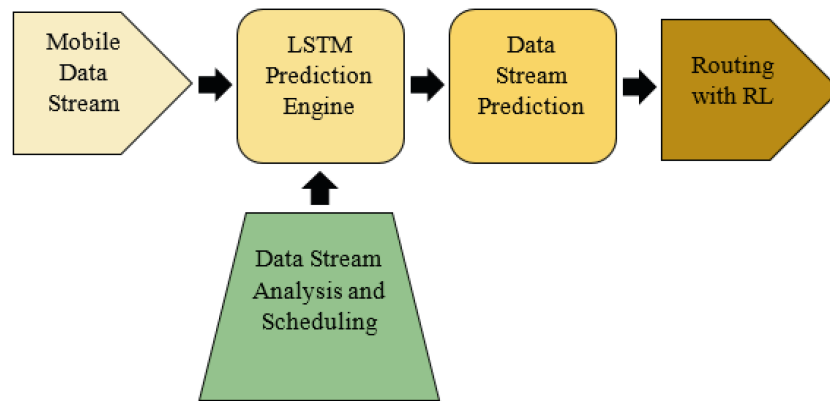 Mobile
Data
Stream
LSTM
Prediction
Engine
Data
Stream
Prediction
Routing
with RL
Data Stream
Analysis and
Scheduling